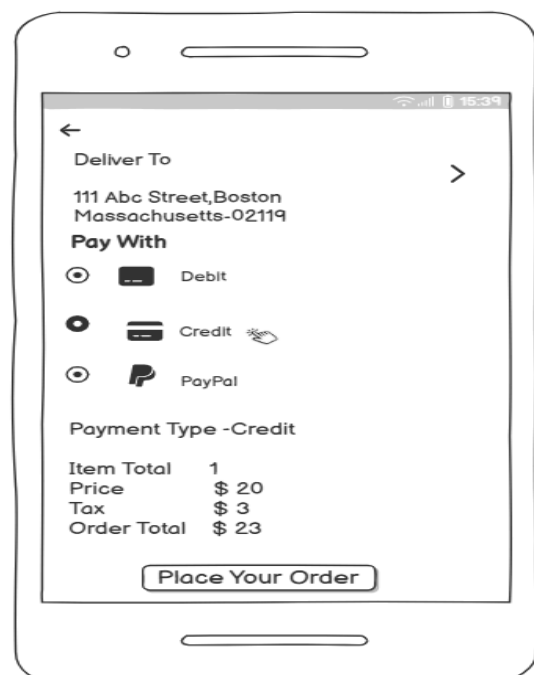 15:39
Deliver To
111 Abc Street,Boston
Massachusetts-02119
Pay With
Debit
Credit
PayPal
Payment Type -Credit
Item Total 1
Price $ 20
Tax $ 3
Order Total $ 23
Place Your Order